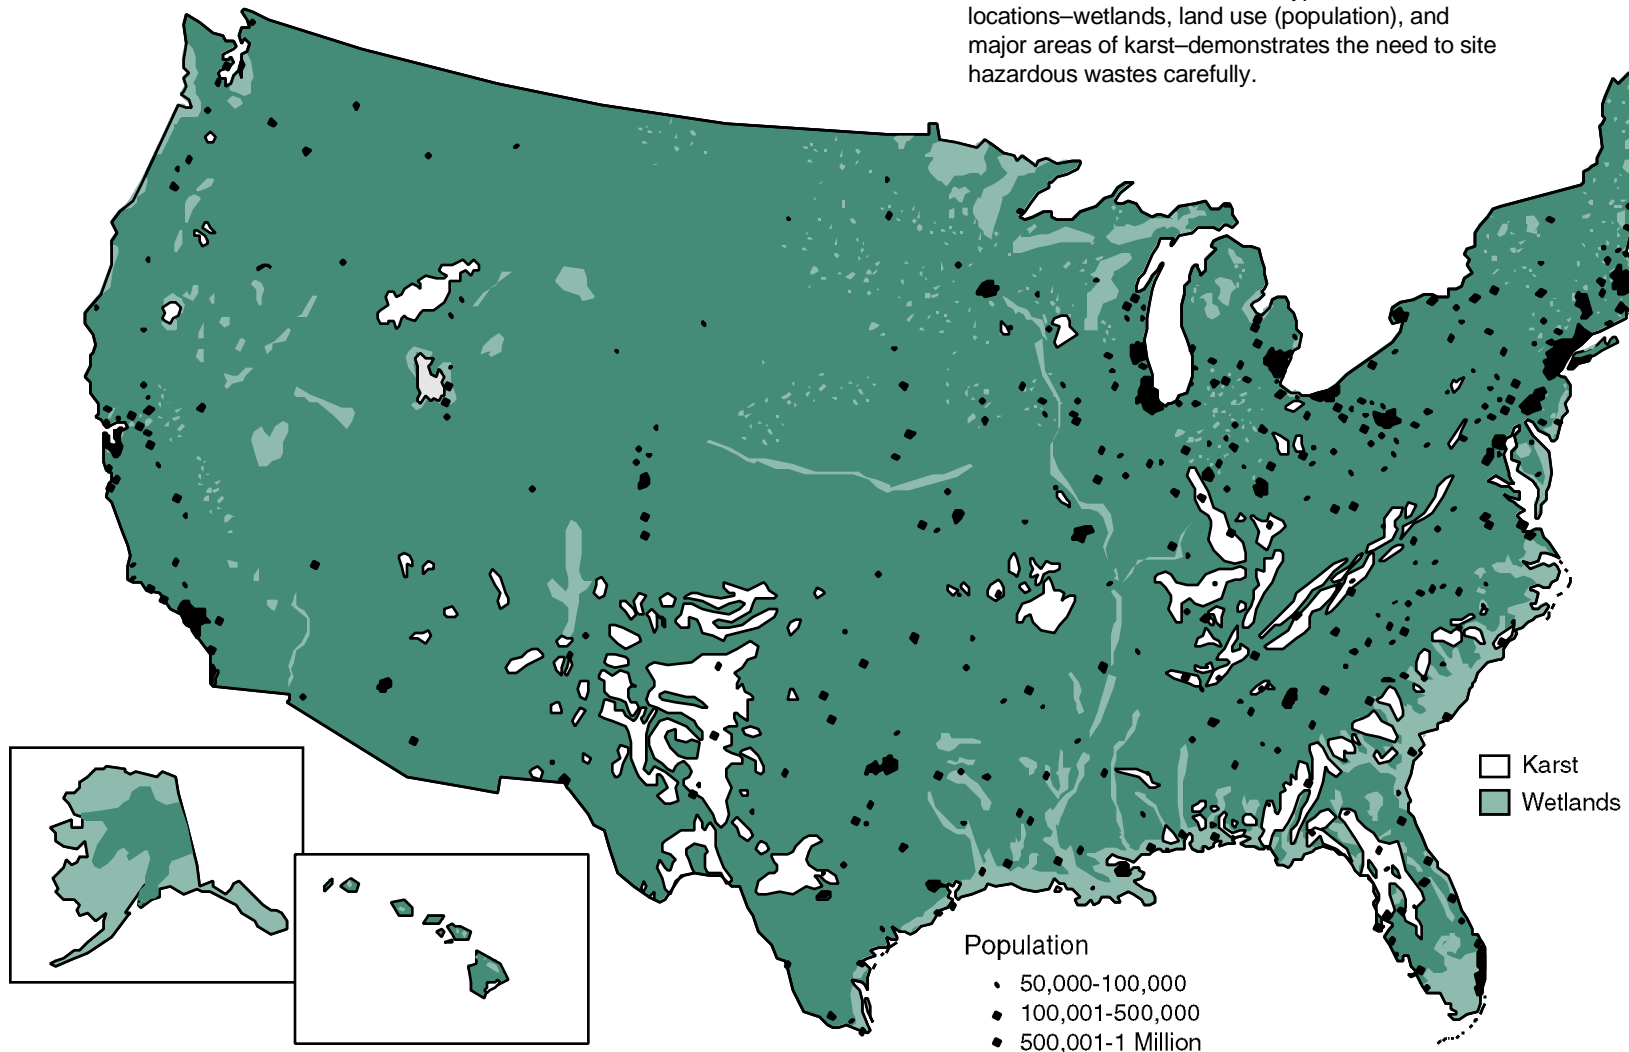 locations–wetlands, land use (population), and
major areas of karst–demonstrates the need to site
hazardous wastes carefully.
Karst
Wetlands
Population
50,000-100,000
100,001-500,000
500,001-1 Million